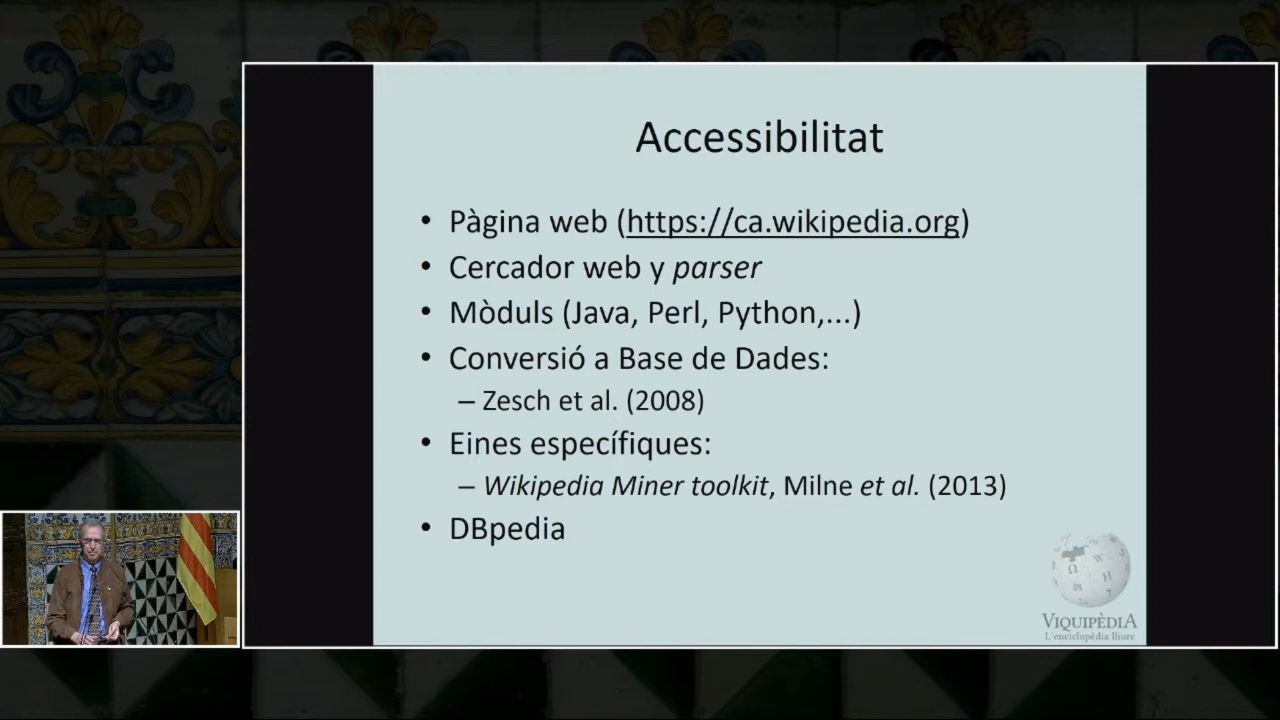 Accessibilitat
• Pàgina web (https://ca.wikipedia.org)
• Cercador web y parser
• Mòduls (Java, Perl, Python,...)
• Conversió a Base de Dades:
– Zesch et al. (2008)
• Eines específiques:
– Wikipedia Miner toolkit, Milne et al. (2013)
• DBpedia
VIQUIPÈDIA
L'enciclopèdia lliure